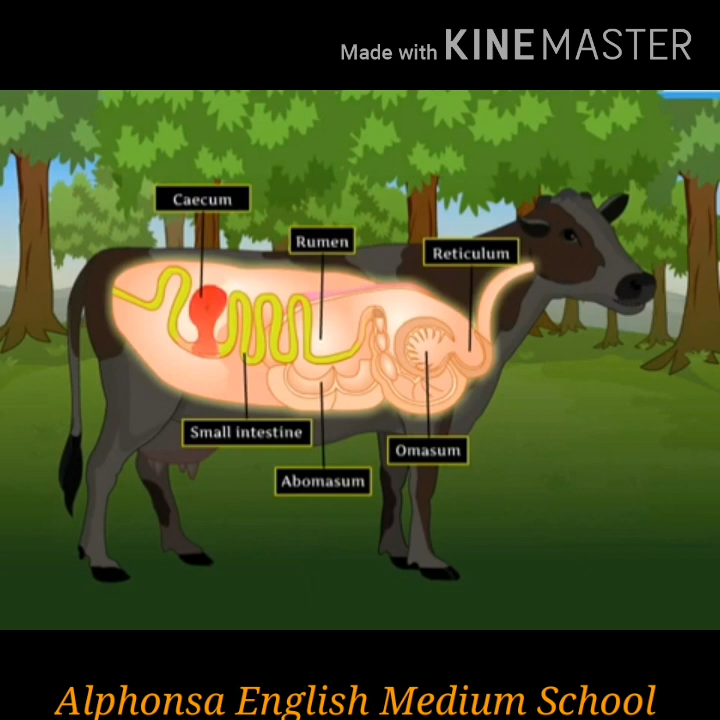 Made with KINEMASTER
Caecum
Rumen
Reticulum
Small intestine
Omasum
Abomasum
Alphonsa English Medium School